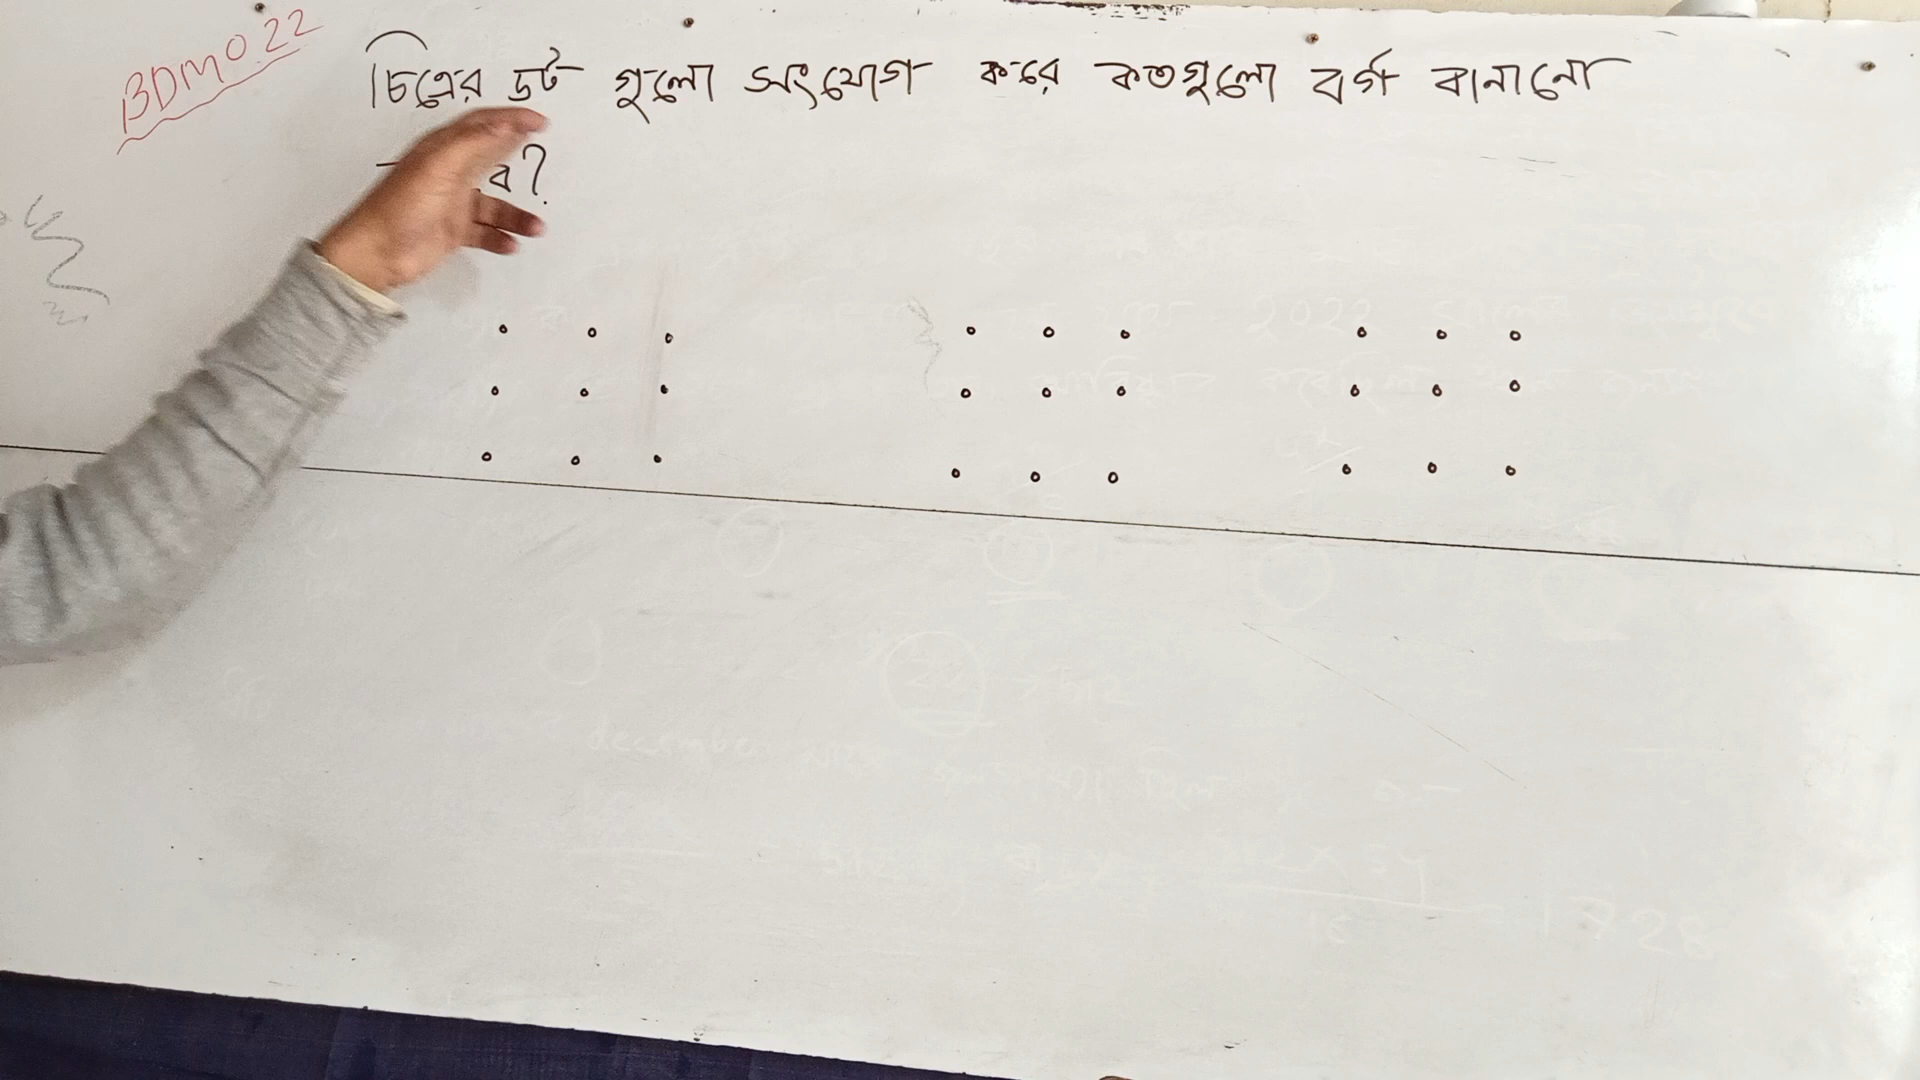 BDMO 22
চিত্রের ডট গুলো সংযোগ করে কতগুলো বর্গ বানানো
বে?